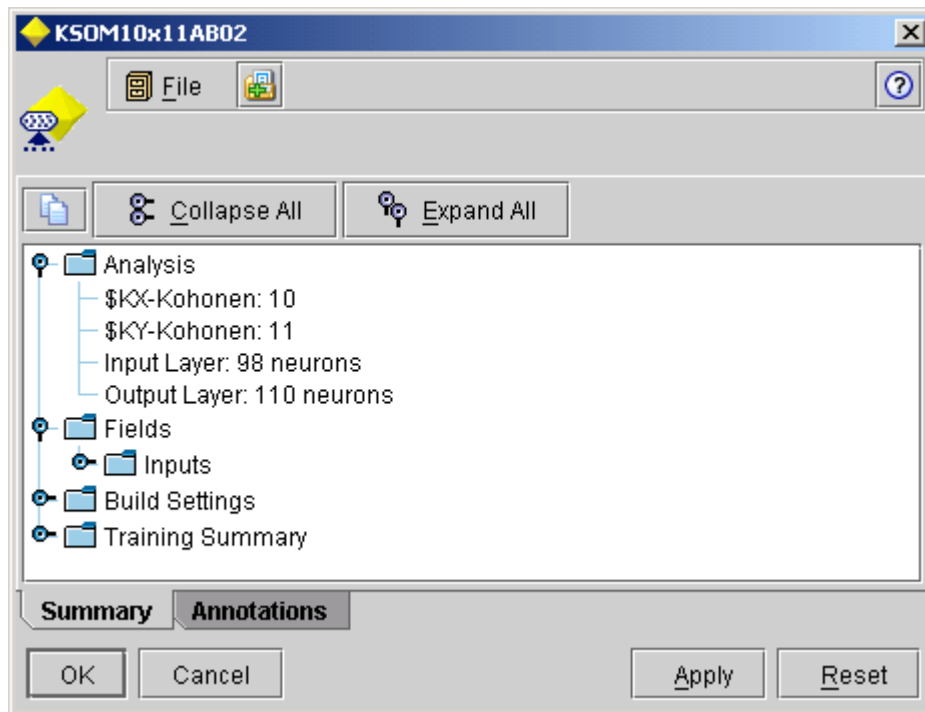 KSOM10x11AB02
File
Collapse All
Expand All
Analysis
$KX-Kohonen: 10
$KY-Kohonen: 11
Input Layer: 98 neurons
Output Layer: 110 neurons
Fields
Inputs
Build Settings
Training Summary
Summary
Annotations
OK
Cancel
Apply
Reset